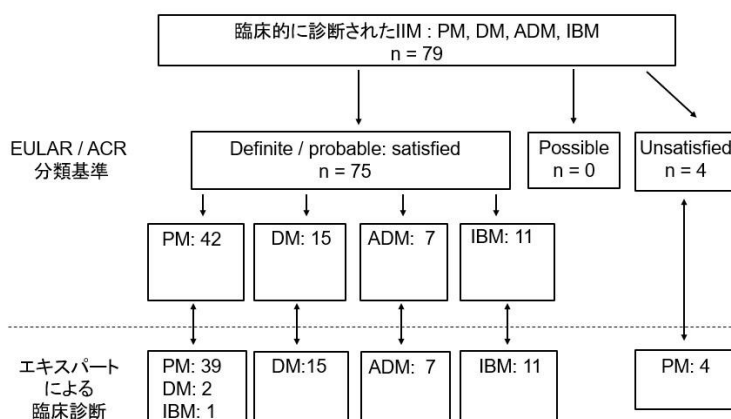 臨床的に診断されたIIM : PM, DM, ADM, IBM
n = 79
EULAR / ACR
分類基準
Definite / probable: satisfied
n = 75
Possible
n = 0
Unsatisfied
n = 4
PM: 42
DM: 15
ADM: 7
IBM: 11
エキスパート
による
臨床診断
PM: 39
DM: 2
IBM: 1
DM:15
ADM: 7
IBM: 11
PM: 4